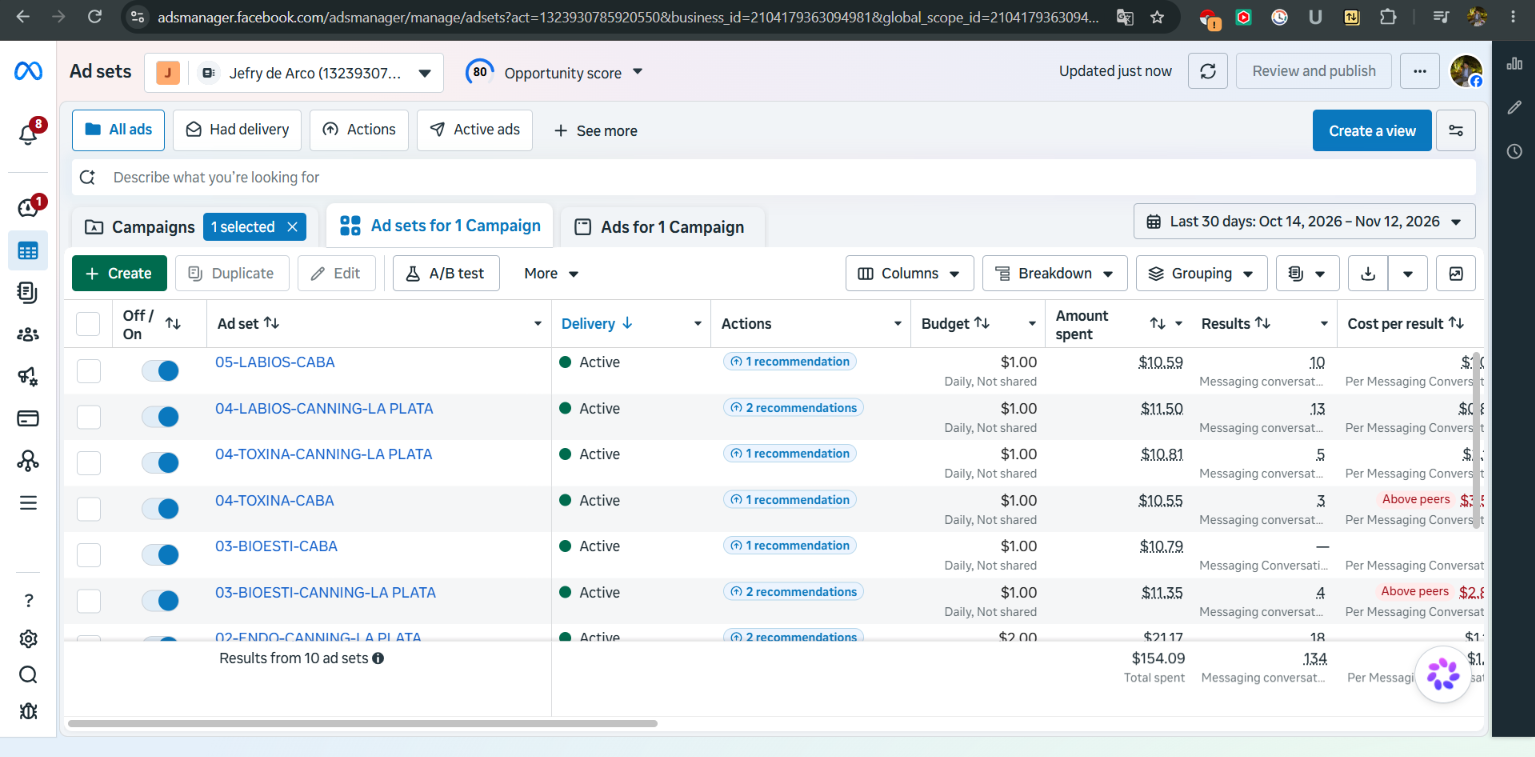 adsmanager.facebook.com/adsmanager/manage/adsets?act=1323930785920550&business_id=2104179363094981&global_scope_id=2104179363094...
Ad sets
J
Jefry de Arco (13239307...
80
Opportunity score
Updated just now
Review and publish
8
All ads
Had delivery
Actions
Active ads
+ See more
Create a view
Describe what you're looking for
1
Campaigns
1 selected ×
Ad sets for 1 Campaign
Ads for 1 Campaign
Last 30 days: Oct 14, 2026 – Nov 12, 2026
+ Create
Duplicate
Edit
A/B test
More
Columns
Breakdown
Grouping
Off / On
Ad set
Delivery
Actions
Budget
Amount spent
Results
Cost per result
05-LABIOS-CABA
Active
1 recommendation
$1.00
Daily, Not shared
$10.59
10
Messaging conversat...
Per Messaging Conversat
04-LABIOS-CANNING-LA PLATA
Active
2 recommendations
$1.00
Daily, Not shared
$11.50
13
Messaging conversat...
Per Messaging Conversat
04-TOXINA-CANNING-LA PLATA
Active
1 recommendation
$1.00
Daily, Not shared
$10.81
5
Messaging conversat...
Per Messaging Conversat
04-TOXINA-CABA
Active
1 recommendation
$1.00
Daily, Not shared
$10.55
3
Messaging conversat...
Above peers
Per Messaging Conversat
03-BIOESTI-CABA
Active
1 recommendation
$1.00
Daily, Not shared
$10.79
—
Messaging Conversati...
Per Messaging Conversat
03-BIOESTI-CANNING-LA PLATA
Active
2 recommendations
$1.00
Daily, Not shared
$11.35
4
Messaging conversat...
Above peers
$2.8
Per Messaging Conversat
02-ENDO-CANNING-LA PLATA
Active
2 recommendations
$2.00
$21.17
18
Results from 10 ad sets
$154.09
Total spent
134
Messaging conversat...
Per Messagi
?